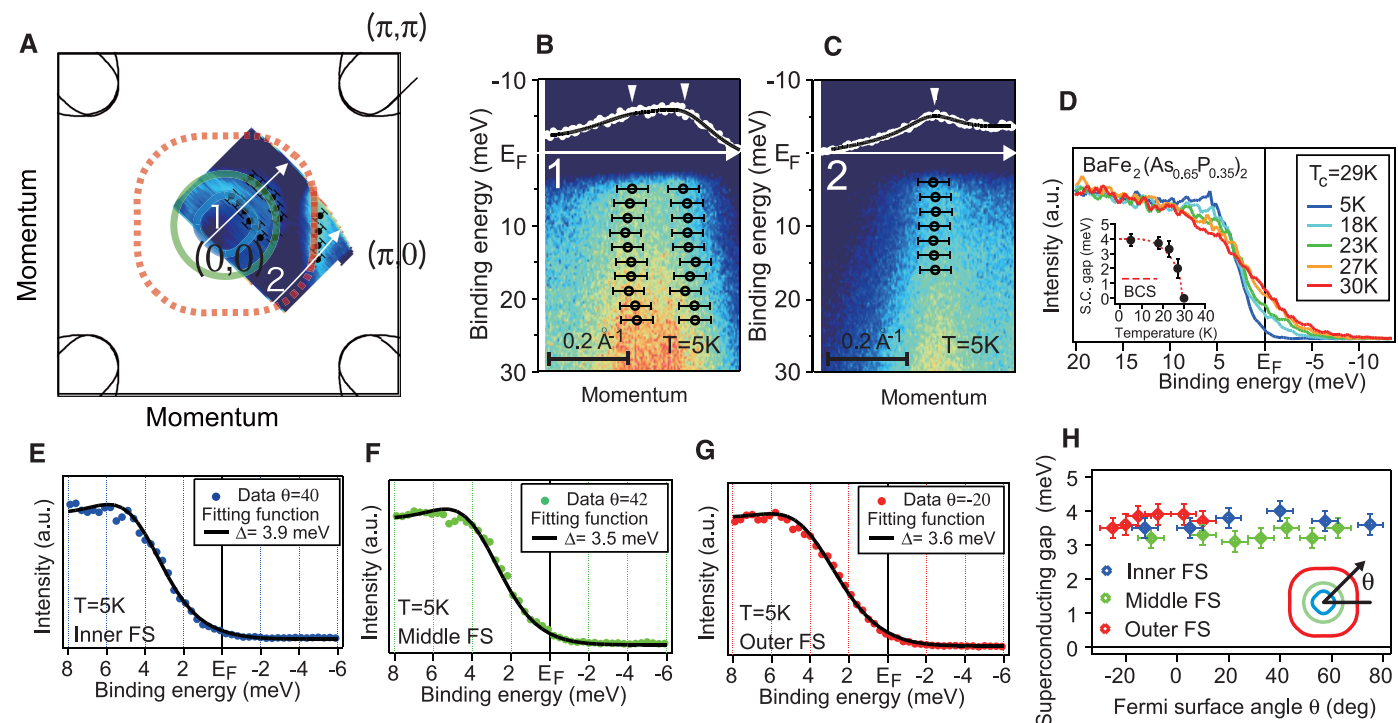 A
(π,π)
(0,0)
(π,0)
1
2
Momentum
Momentum
B
-10
E_F
10
20
30
Binding energy (meV)
1
0.2 Å⁻¹
T=5K
Momentum
C
-10
E_F
10
20
30
Binding energy (meV)
2
0.2 Å⁻¹
T=5K
Momentum
D
BaFe₂(As₀.₆₅P₀.₃₅)₂
T_c=29K
5K
18K
23K
27K
30K
Intensity (a.u.)
S.C. gap (meV)
5
4
3
2
1
0
BCS
0 10 20 30 40
Temperature (K)
20 15 10 5 E_F -5 -10
Binding energy (meV)
E
Data θ=40
Fitting function
Δ= 3.9 meV
Intensity (a.u.)
T=5K
Inner FS
8 6 4 2 E_F -2 -4 -6
Binding energy (meV)
F
Data θ=42
Fitting function
Δ= 3.5 meV
Intensity (a.u.)
T=5K
Middle FS
8 6 4 2 E_F -2 -4 -6
Binding energy (meV)
G
Data θ=-20
Fitting function
Δ= 3.6 meV
Intensity (a.u.)
T=5K
Outer FS
8 6 4 2 E_F -2 -4 -6
Binding energy (meV)
H
Superconducting gap (meV)
5
4
3
2
1
0
Inner FS
Middle FS
Outer FS
θ
-20 0 20 40 60 80
Fermi surface angle θ (deg)